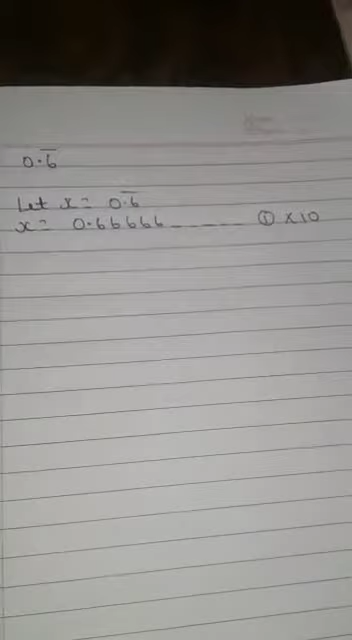 0.6̅
Let x = 0.6̅
x = 0.66666------ ① x10